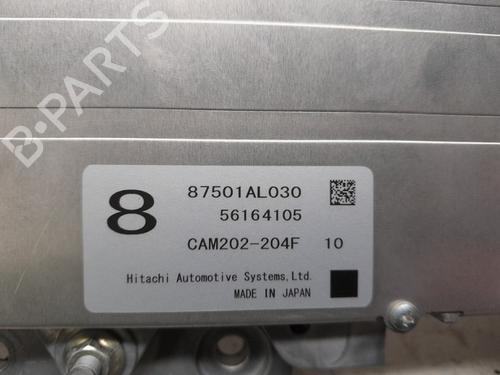 B-PARTS
8
87501AL030
56164105
CAM202-204F 10
Hitachi Automotive Systems,Ltd.
MADE IN JAPAN